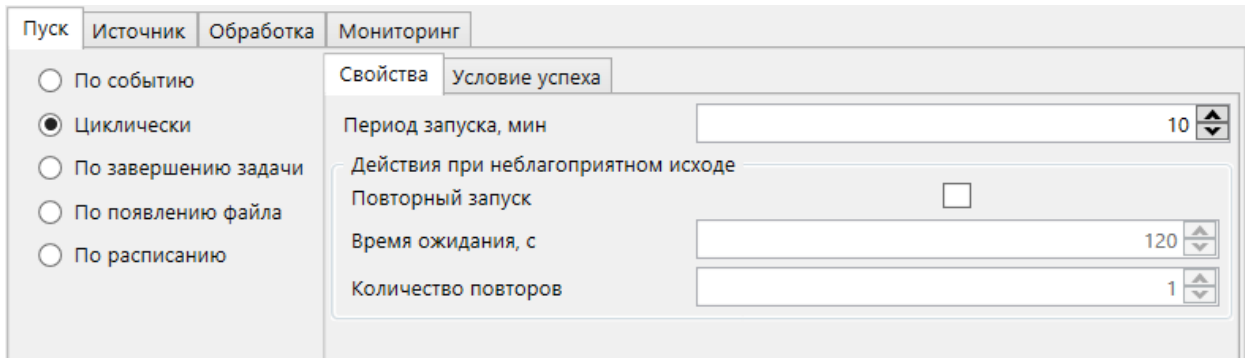 Пуск Источник Обработка Мониторинг
По событию
Циклически
По завершению задачи
По появлению файла
По расписанию
Свойства Условие успеха
Период запуска, мин 10
Действия при неблагоприятном исходе
Повторный запуск
Время ожидания, с 120
Количество повторов 1